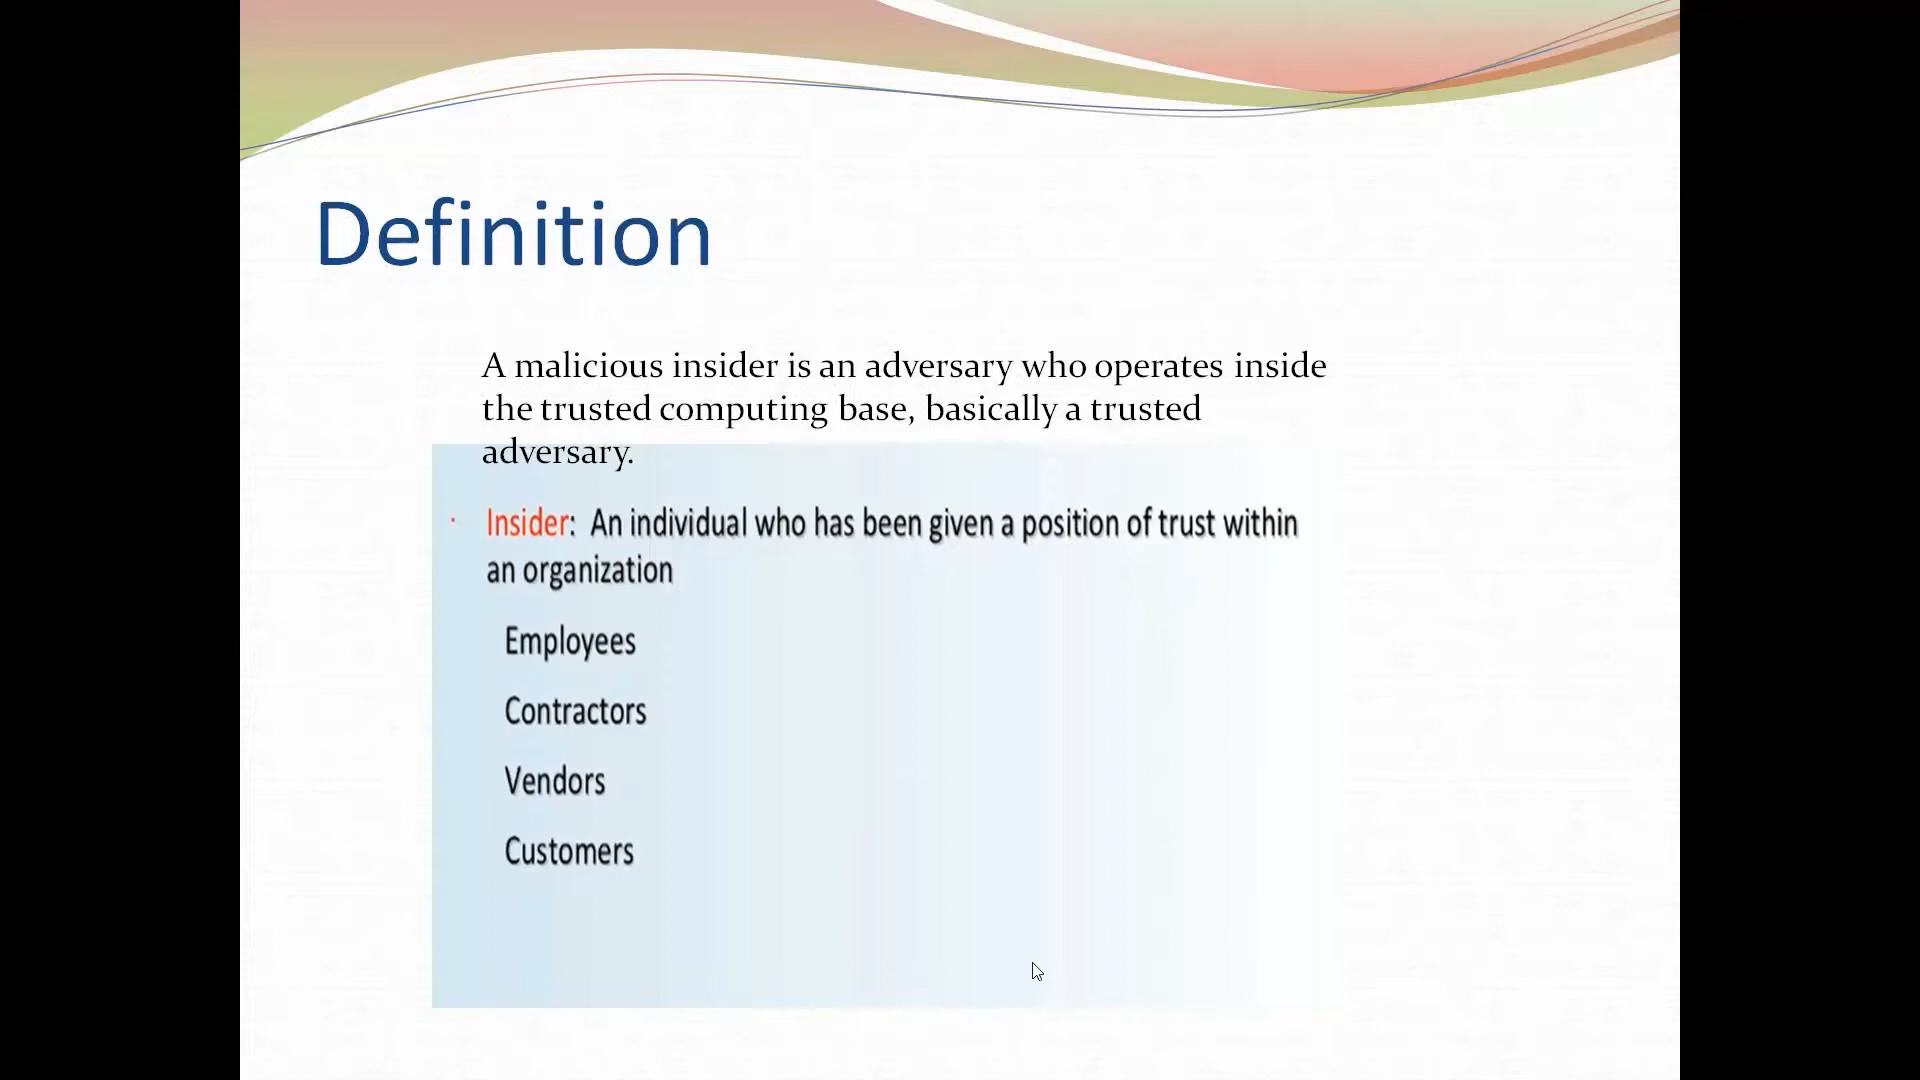 Definition
A malicious insider is an adversary who operates inside
the trusted computing base, basically a trusted
adversary.
· Insider: An individual who has been given a position of trust within
an organization
Employees
Contractors
Vendors
Customers